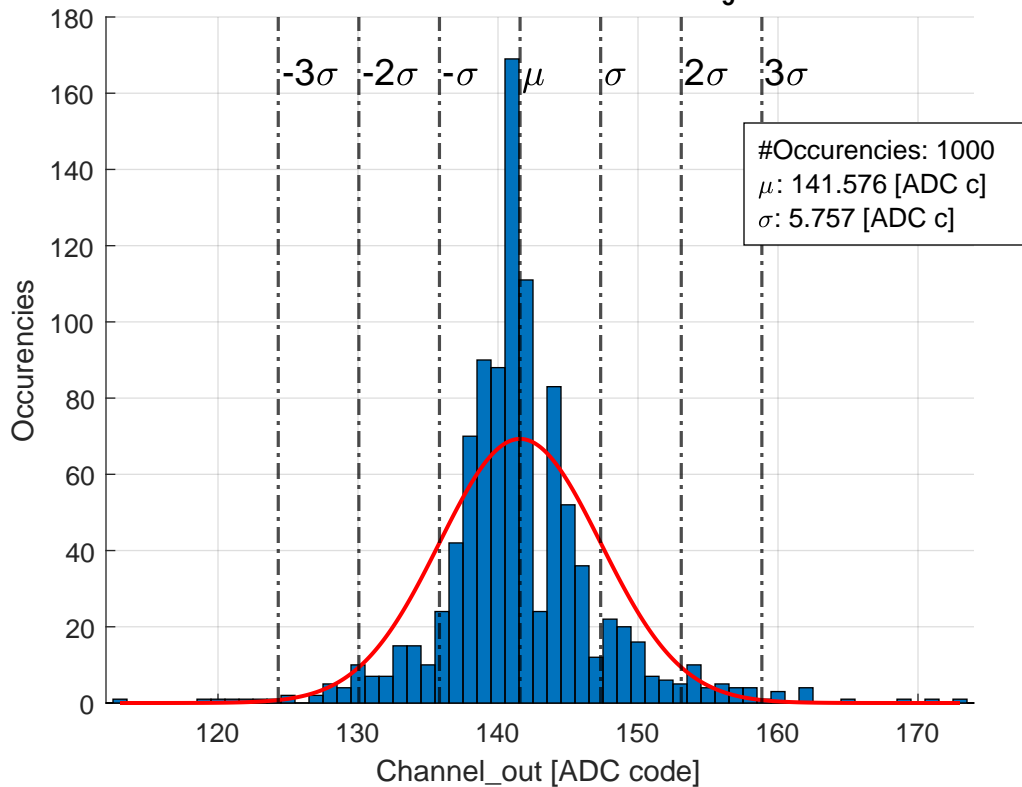 180
160
140
120
100
80
60
40
20
0
Occurencies
-3σ -2σ -σ μ σ 2σ 3σ
#Occurencies: 1000
μ: 141.576 [ADC c]
σ: 5.757 [ADC c]
120 130 140 150 160 170
Channel_out [ADC code]